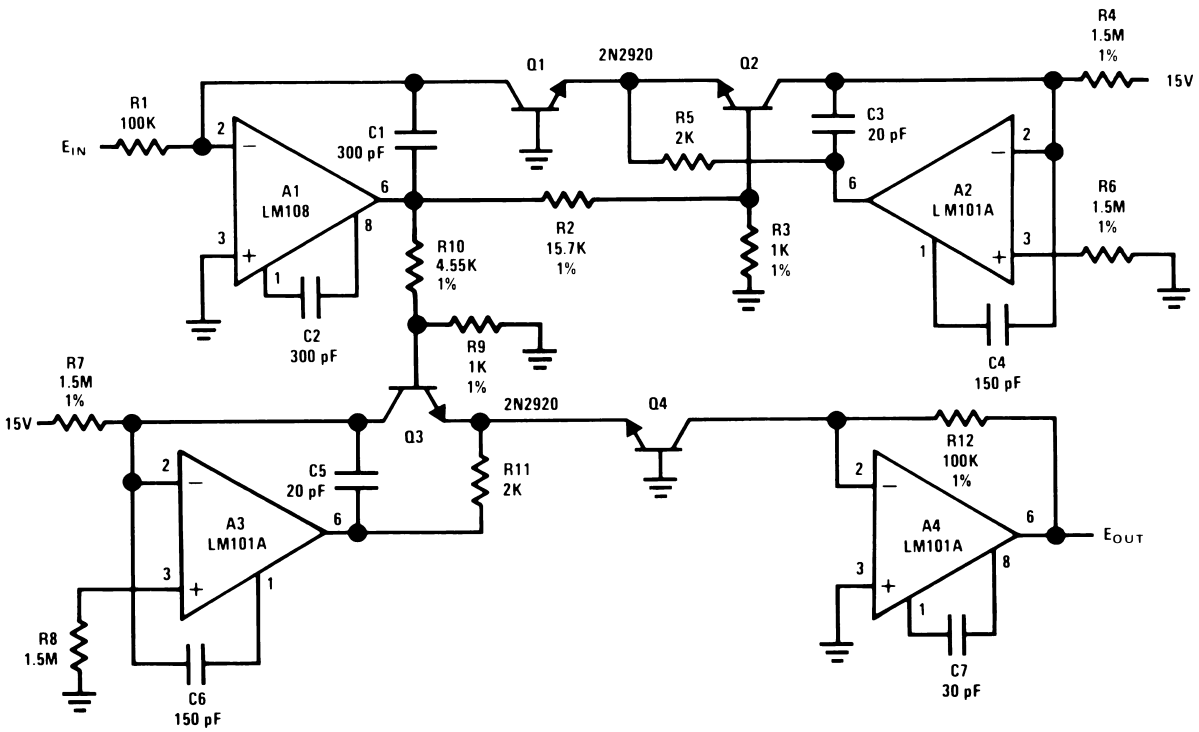 R4
1.5M
1%
15V
Q1
2N2920
Q2
R1
100K
E_IN
2
−
A1
LM108
6
8
3
+
1
C1
300 pF
C2
300 pF
R5
2K
C3
20 pF
2
−
A2
LM101A
6
1
3
+
R6
1.5M
1%
R2
15.7K
1%
R3
1K
1%
R10
4.55K
1%
R9
1K
1%
C4
150 pF
R7
1.5M
1%
15V
Q3
2N2920
Q4
2
−
A3
LM101A
6
3
+
1
C5
20 pF
R11
2K
R8
1.5M
C6
150 pF
R12
100K
1%
2
−
A4
LM101A
6
8
3
+
1
E_OUT
C7
30 pF